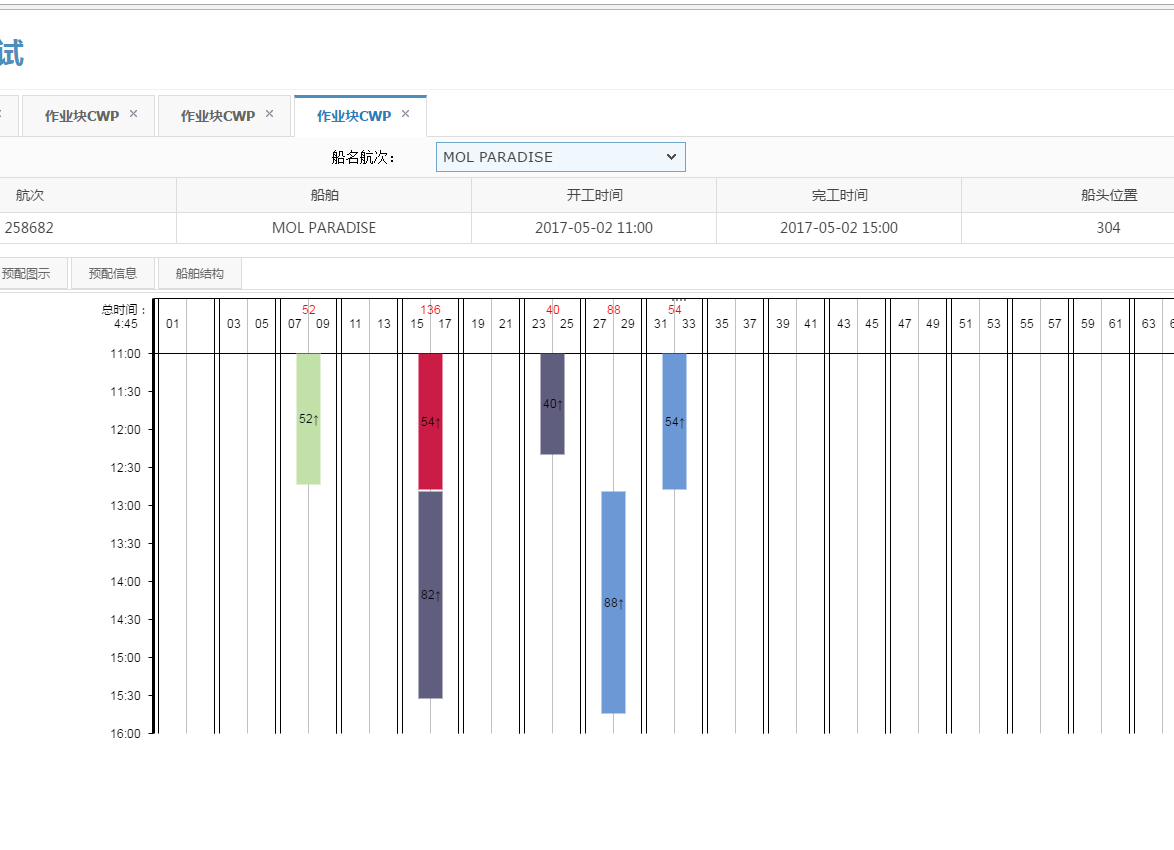 试
作业块CWP × 作业块CWP × 作业块CWP ×
船名航次： MOL PARADISE
航次 船舶 开工时间 完工时间 船头位置
258682 MOL PARADISE 2017-05-02 11:00 2017-05-02 15:00 304
预配图示 预配信息 船舶结构
总时间： 52 136 40 88 54
4:45 01 03 05 07 09 11 13 15 17 19 21 23 25 27 29 31 33 35 37 39 41 43 45 47 49 51 53 55 57 59 61 63
11:00
11:30
40↑
52↑ 54↑ 54↑
12:00
12:30
13:00
13:30
14:00
82↑ 88↑
14:30
15:00
15:30
16:00